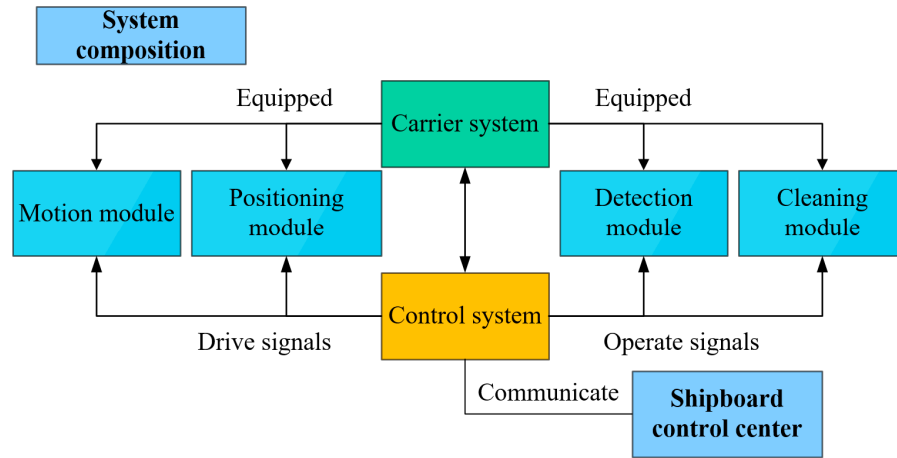 System
composition
Equipped
Equipped
Carrier system
Motion module
Positioning
module
Detection
module
Cleaning
module
Control system
Drive signals
Operate signals
Communicate
Shipboard
control center